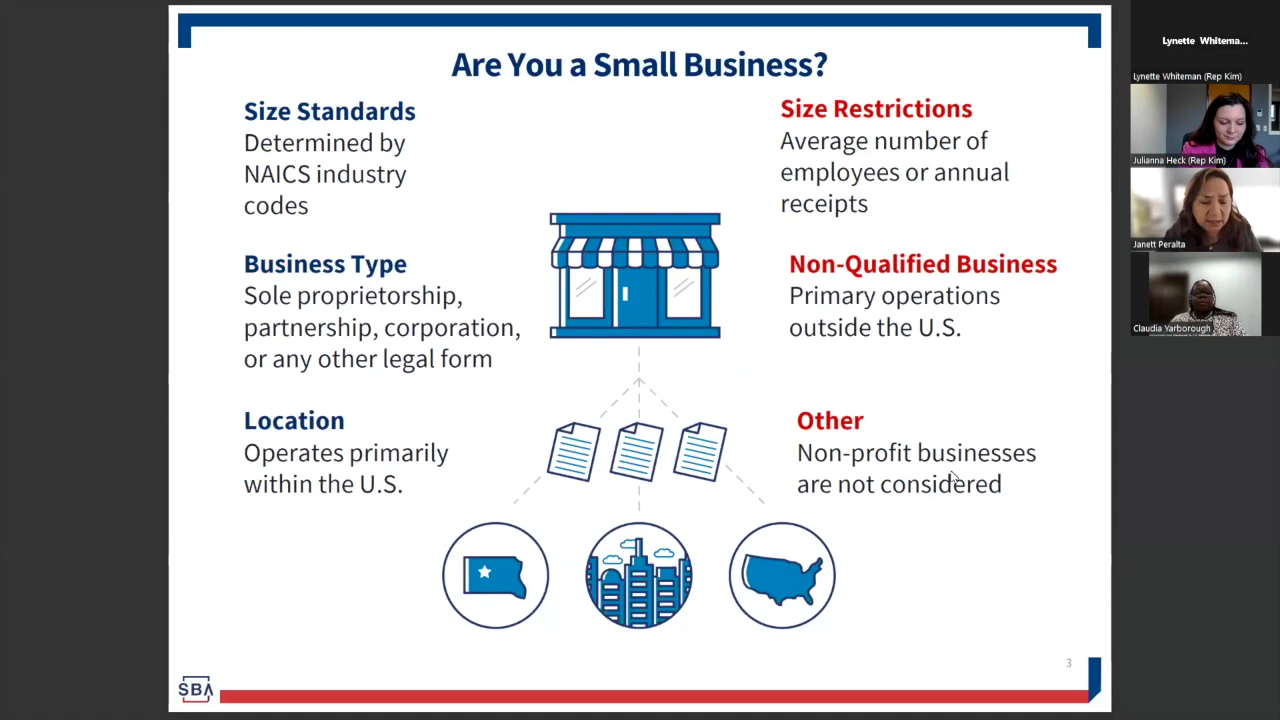 Are You a Small Business?
Size Standards
Determined by
NAICS industry
codes
Business Type
Sole proprietorship,
partnership, corporation,
or any other legal form
Location
Operates primarily
within the U.S.
Size Restrictions
Average number of
employees or annual
receipts
Non-Qualified Business
Primary operations
outside the U.S.
Other
Non-profit businesses
are not considered
3
SBA
Lynette Whitema...
Lynette Whiteman (Rep Kim)
Julianna Heck (Rep Kim)
Janett Peralta
Claudia Yarborough